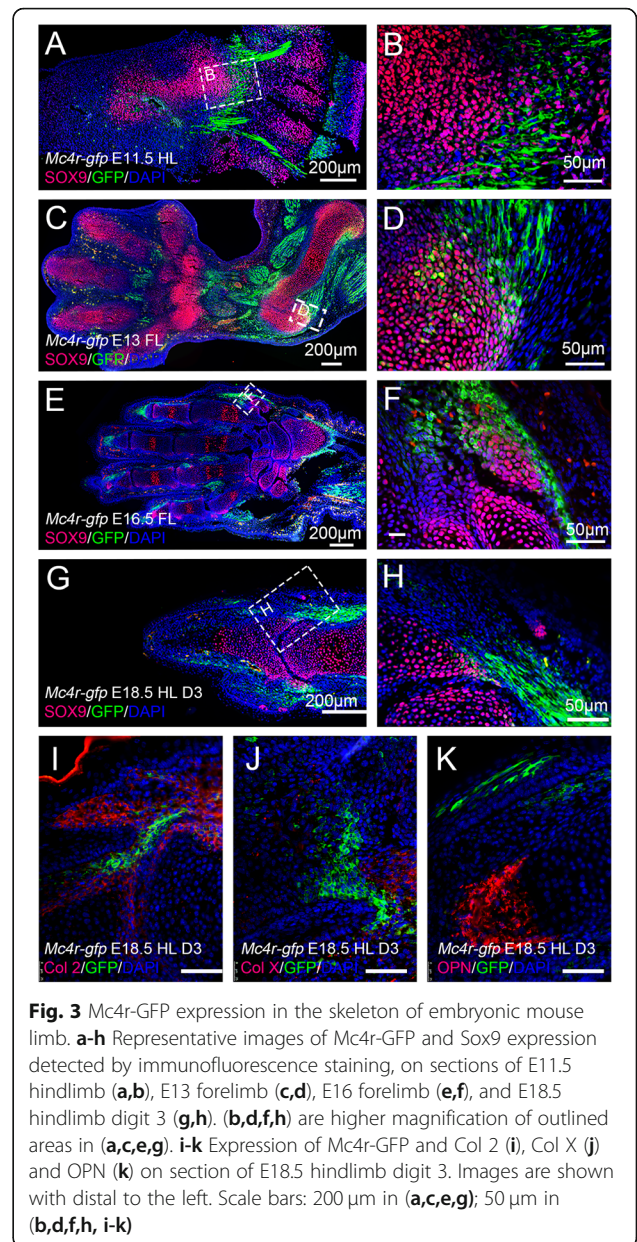 A
B
B
Mc4r-gfp E11.5 HL
SOX9/GFP/DAPI
200µm
50µm
C
D
D
Mc4r-gfp E13 FL
SOX9/GFP/
200µm
50µm
E
F
Mc4r-gfp E16.5 FL
SOX9/GFP/DAPI
200µm
50µm
G
H
H
Mc4r-gfp E18.5 HL D3
SOX9/GFP/DAPI
200µm
50µm
I
J
K
Mc4r-gfp E18.5 HL D3
Col 2/GFP/DAPI
Mc4r-gfp E18.5 HL D3
Col X/GFP/DAPI
Mc4r-gfp E18.5 HL D3
OPN/GFP/DAPI
Fig. 3 Mc4r-GFP expression in the skeleton of embryonic mouse
limb. a-h Representative images of Mc4r-GFP and Sox9 expression
detected by immunofluorescence staining, on sections of E11.5
hindlimb (a,b), E13 forelimb (c,d), E16 forelimb (e,f), and E18.5
hindlimb digit 3 (g,h). (b,d,f,h) are higher magnification of outlined
areas in (a,c,e,g). i-k Expression of Mc4r-GFP and Col 2 (i), Col X (j)
and OPN (k) on section of E18.5 hindlimb digit 3. Images are shown
with distal to the left. Scale bars: 200 µm in (a,c,e,g); 50 µm in
(b,d,f,h, i-k)